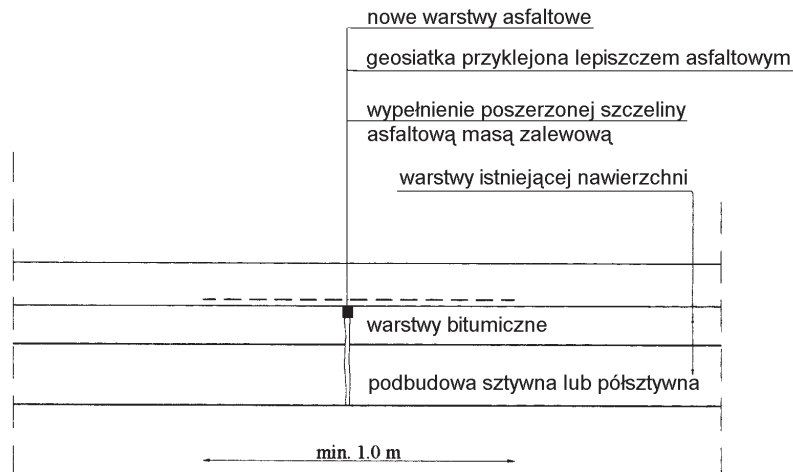 nowe warstwy asfaltowe
geosiatka przyklejona lepiszczem asfaltowym
wypełnienie poszerzonej szczeliny
asfaltową masą zalewową
warstwy istniejącej nawierzchni
warstwy bitumiczne
podbudowa sztywna lub półsztywna
min. 1.0 m